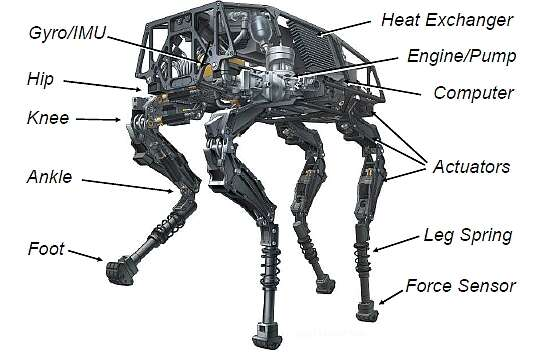 Gyro/IMU
Hip
Knee
Ankle
Foot
Heat Exchanger
Engine/Pump
Computer
Actuators
Leg Spring
Force Sensor